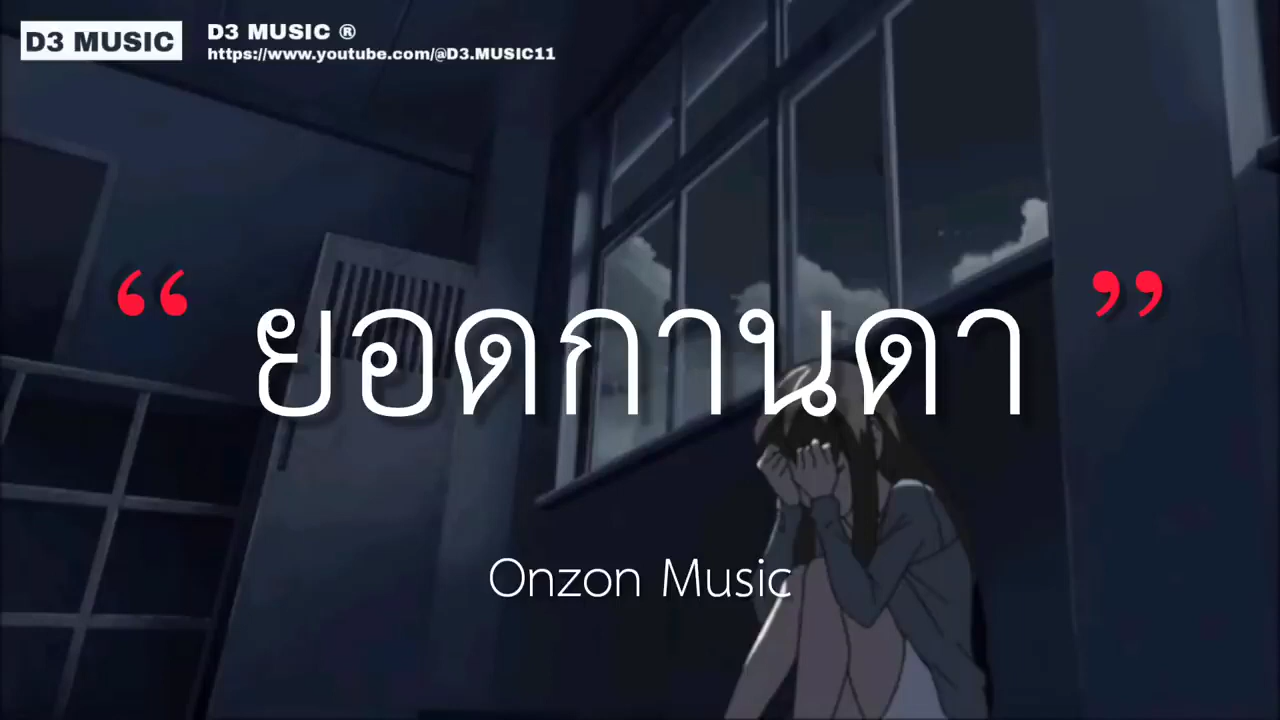 D3 MUSIC
D3 MUSIC ®
https://www.youtube.com/@D3.MUSIC11
“ ยอดกานดา ”
Onzon Music